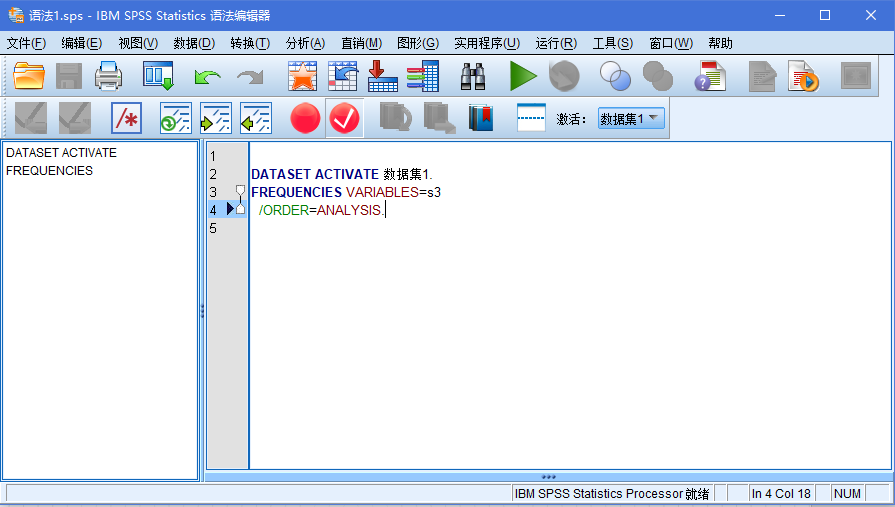 语法1.sps - IBM SPSS Statistics 语法编辑器
文件(F) 编辑(E) 视图(V) 数据(D) 转换(T) 分析(A) 直销(M) 图形(G) 实用程序(U) 运行(R) 工具(S) 窗口(W) 帮助
/* 激活： 数据集1
DATASET ACTIVATE
FREQUENCIES
1
2 DATASET ACTIVATE 数据集1.
3 FREQUENCIES VARIABLES=s3
4 /ORDER=ANALYSIS.
5
IBM SPSS Statistics Processor 就绪 In 4 Col 18 NUM